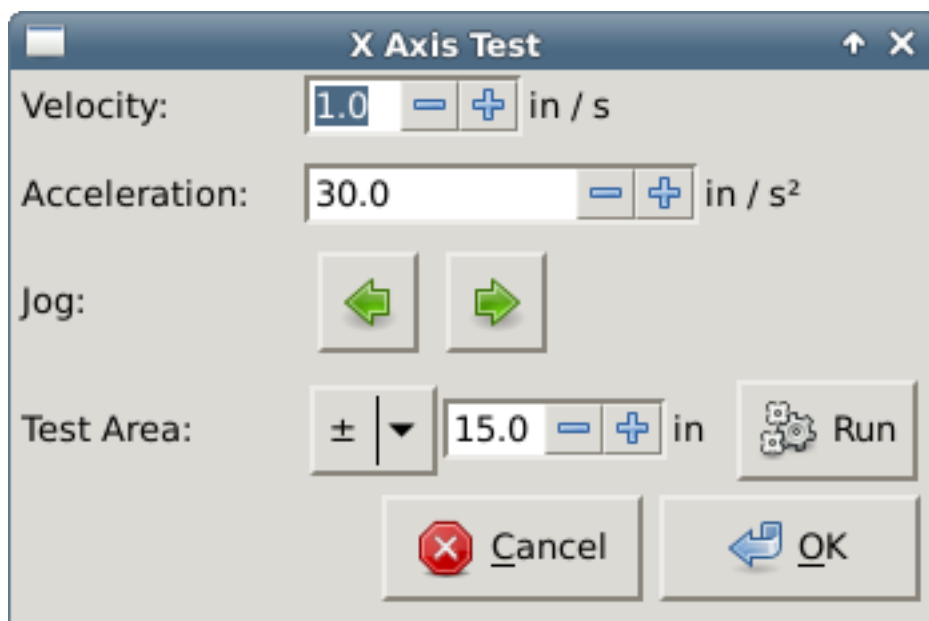 X Axis Test
Velocity: 1.0 in / s
Acceleration: 30.0 in / s²
Jog:
Test Area: ± 15.0 in Run
Cancel OK